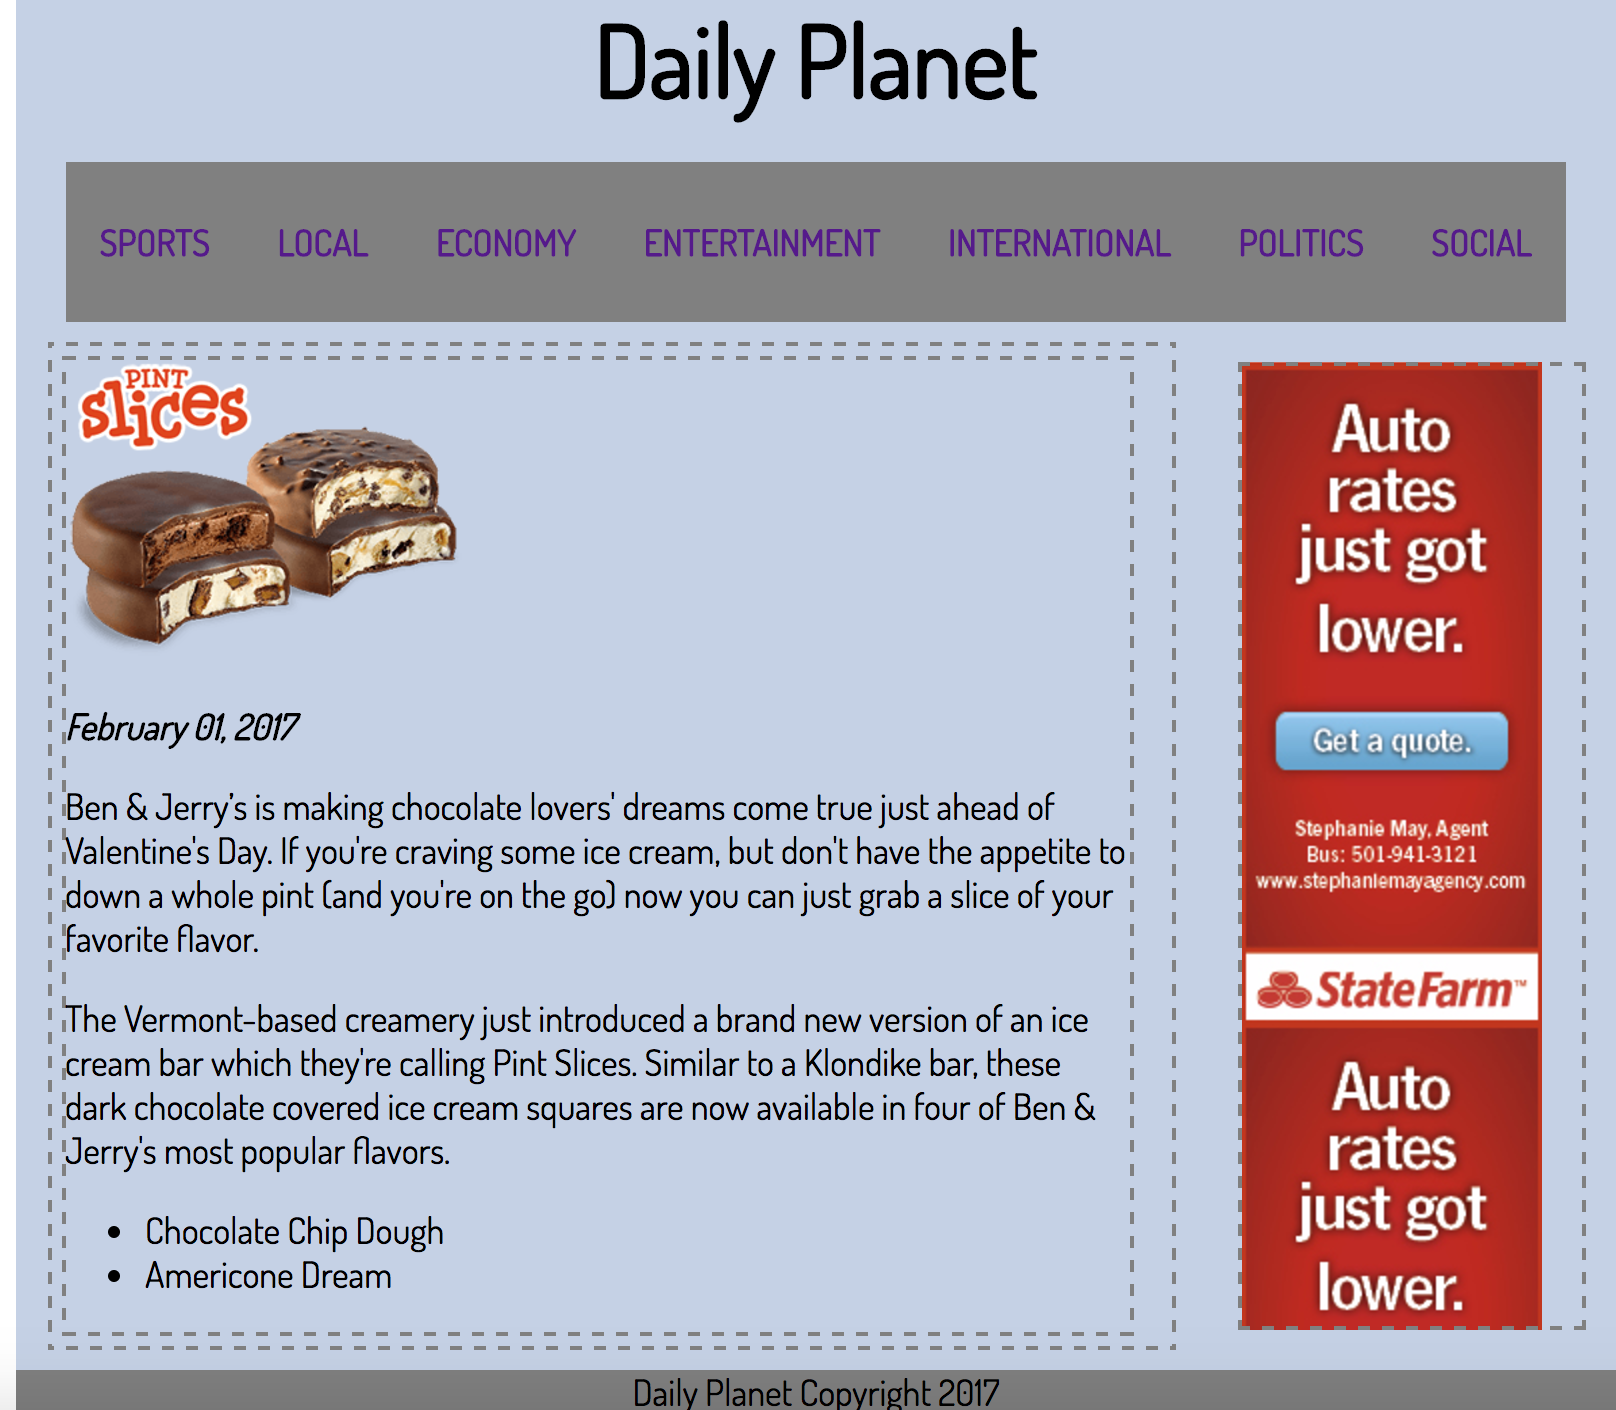 Daily Planet
SPORTS LOCAL ECONOMY ENTERTAINMENT INTERNATIONAL POLITICS SOCIAL
PINT
slices
February 01, 2017
Ben & Jerry’s is making chocolate lovers' dreams come true just ahead of
Valentine's Day. If you're craving some ice cream, but don't have the appetite to
down a whole pint (and you're on the go) now you can just grab a slice of your
favorite flavor.
The Vermont-based creamery just introduced a brand new version of an ice
cream bar which they're calling Pint Slices. Similar to a Klondike bar, these
dark chocolate covered ice cream squares are now available in four of Ben &
Jerry's most popular flavors.
• Chocolate Chip Dough
• Americone Dream
Auto
rates
just got
lower.
Get a quote.
Stephanie May, Agent
Bus: 501-941-3121
www.stephaniemayagency.com
State Farm™
Auto
rates
just got
lower.
Daily Planet Copyright 2017